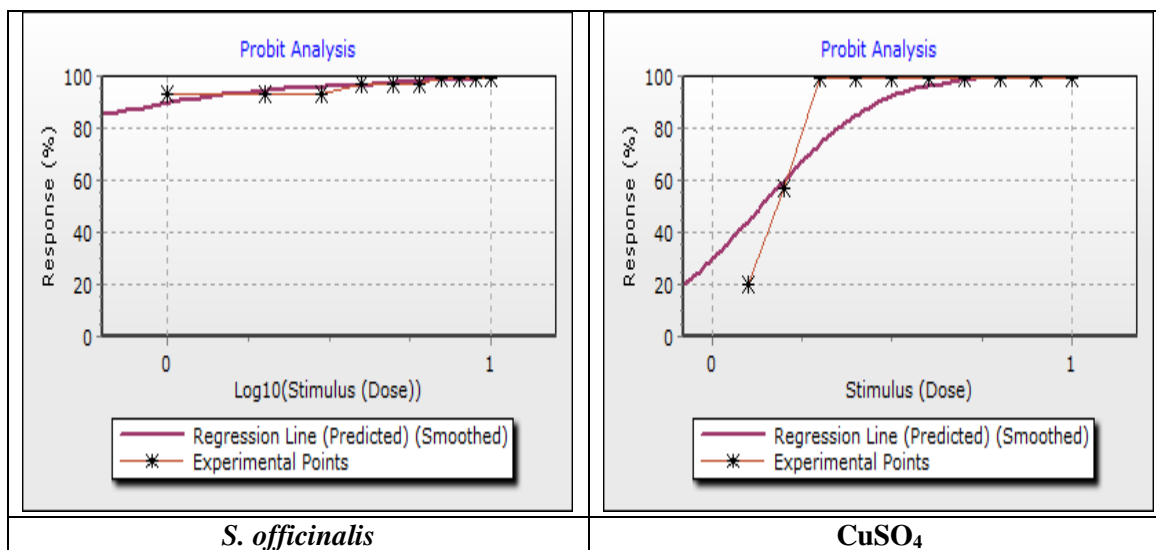 Probit Analysis
100
80
60
40
20
0
Response (%)
0
1
Log10(Stimulus (Dose))
Regression Line (Predicted) (Smoothed)
Experimental Points
S. officinalis
Probit Analysis
100
80
60
40
20
0
Response (%)
0
1
Stimulus (Dose)
Regression Line (Predicted) (Smoothed)
Experimental Points
CuSO₄